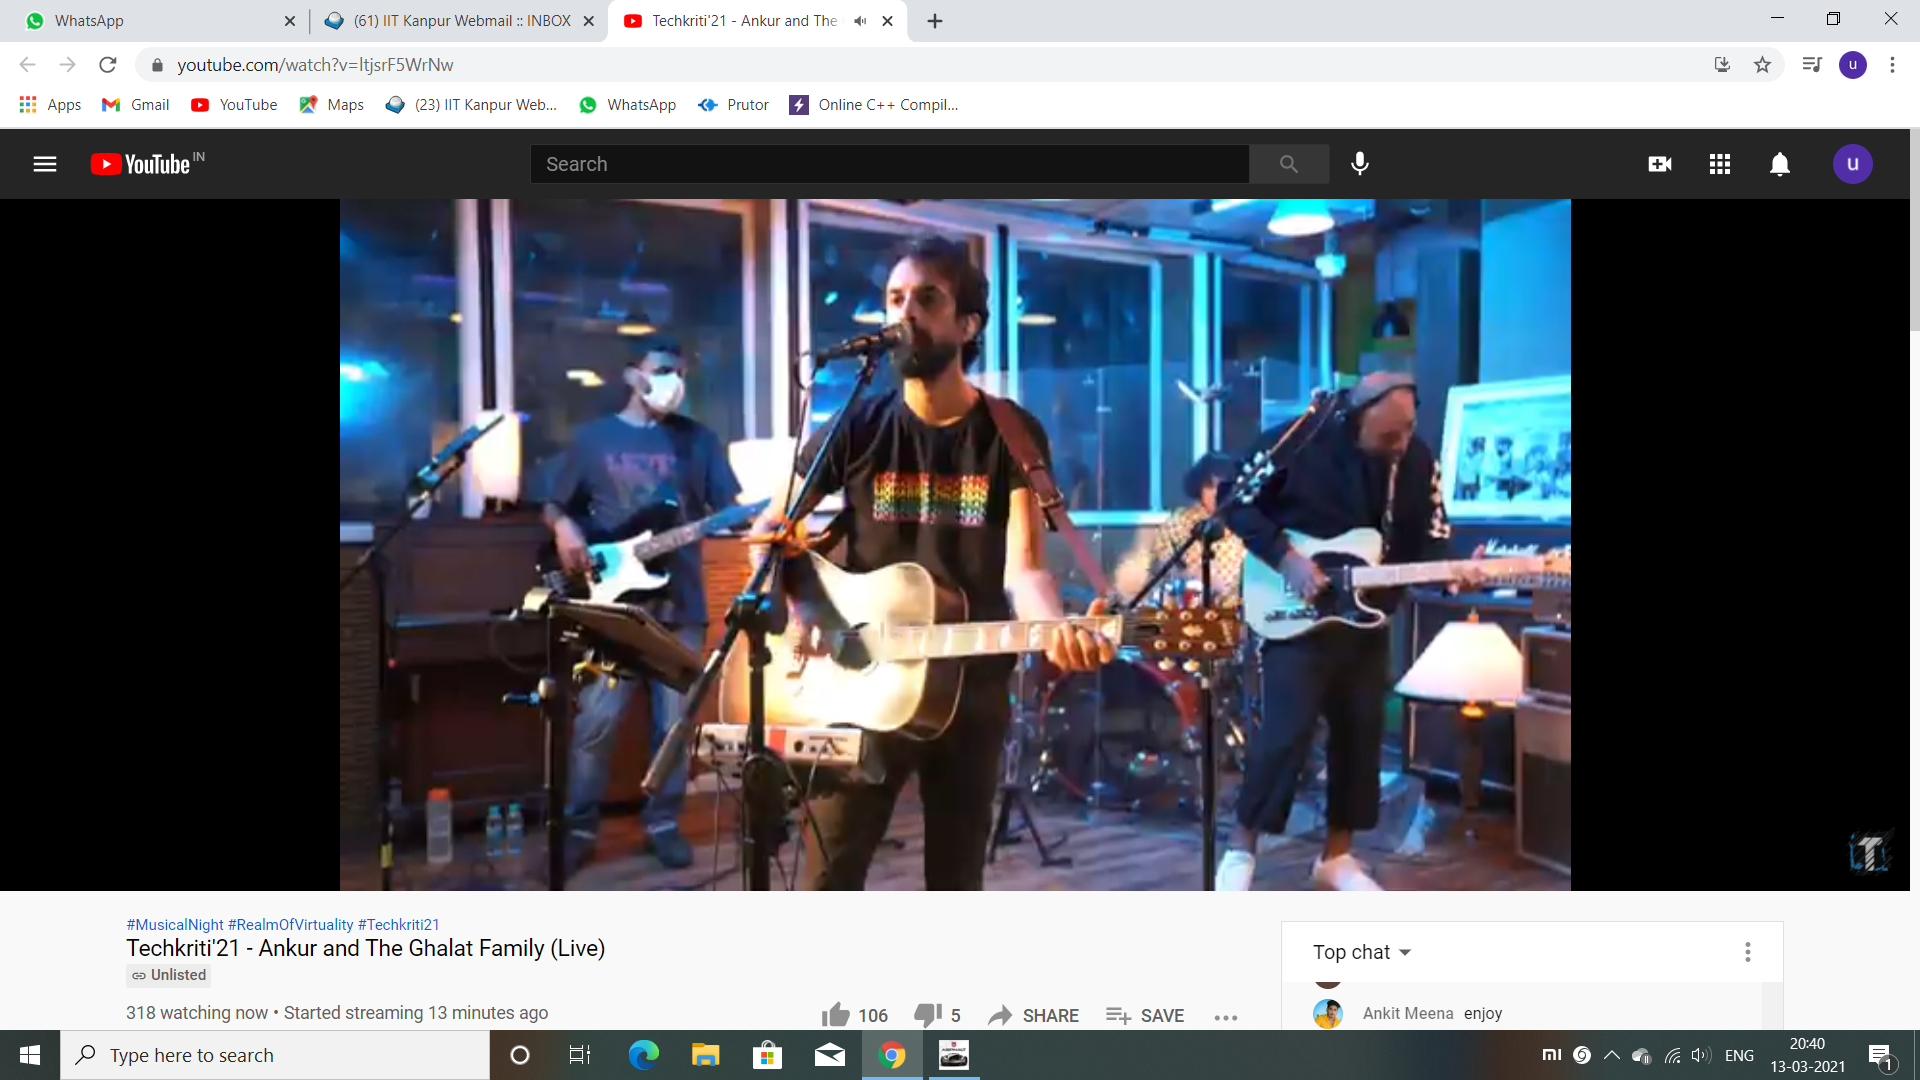 WhatsApp
(61) IIT Kanpur Webmail :: INBOX
Techkriti'21 - Ankur and The
youtube.com/watch?v=ltjsrF5WrNw
u
Apps
Gmail
YouTube
Maps
(23) IIT Kanpur Web...
WhatsApp
Prutor
Online C++ Compil...
YouTube IN
Search
u
Marshall
#MusicalNight #RealmOfVirtuality #Techkriti21
Techkriti'21 - Ankur and The Ghalat Family (Live)
Unlisted
318 watching now • Started streaming 13 minutes ago
106
5
SHARE
SAVE
Top chat
Ankit Meena enjoy
Type here to search
mi
ENG
20:40
13-03-2021
1